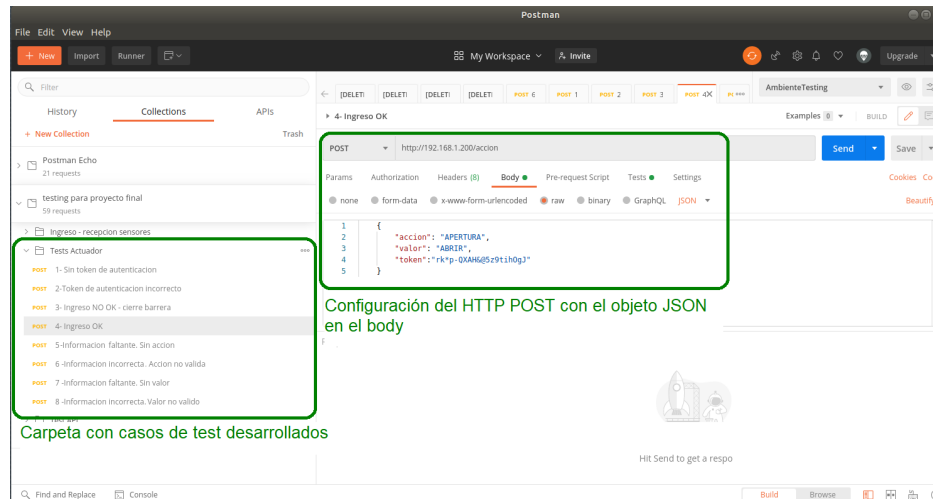 Postman
File Edit View Help
+ New Import Runner My Workspace Invite Upgrade
Filter
History Collections APIs
+ New Collection Trash
Postman Echo
21 requests
testing para proyecto final
59 requests
Ingreso - recepcion sensores
Tests Actuador
POST 1- Sin token de autenticacion
POST 2-Token de autenticacion incorrecto
POST 3- Ingreso NO OK - cierre barrera
POST 4- Ingreso OK
POST 5-Informacion faltante. Sin accion
POST 6 -Informacion incorrecta. Accion no valida
POST 7 -Informacion faltante. Sin valor
POST 8 -Informacion incorrecta. Valor no valido
Carpeta con casos de test desarrollados
[DELETI [DELETI [DELETI [DELETI POST 6 POST 1 POST 2 POST 3 POST 4X AmbienteTesting
4- Ingreso OK Examples 0 BUILD
POST http://192.168.1.200/accion Send Save
Params Authorization Headers (8) Body Pre-request Script Tests Settings Cookies Co
none form-data x-www-form-urlencoded raw binary GraphQL JSON Beautify
1 {
2 "accion": "APERTURA",
3 "valor": "ABRIR",
4 "token":"rk*p-QXAH&@5z9tihOgJ"
5 }
Configuración del HTTP POST con el objeto JSON
en el body
Hit Send to get a respo
Find and Replace Console Build Browse